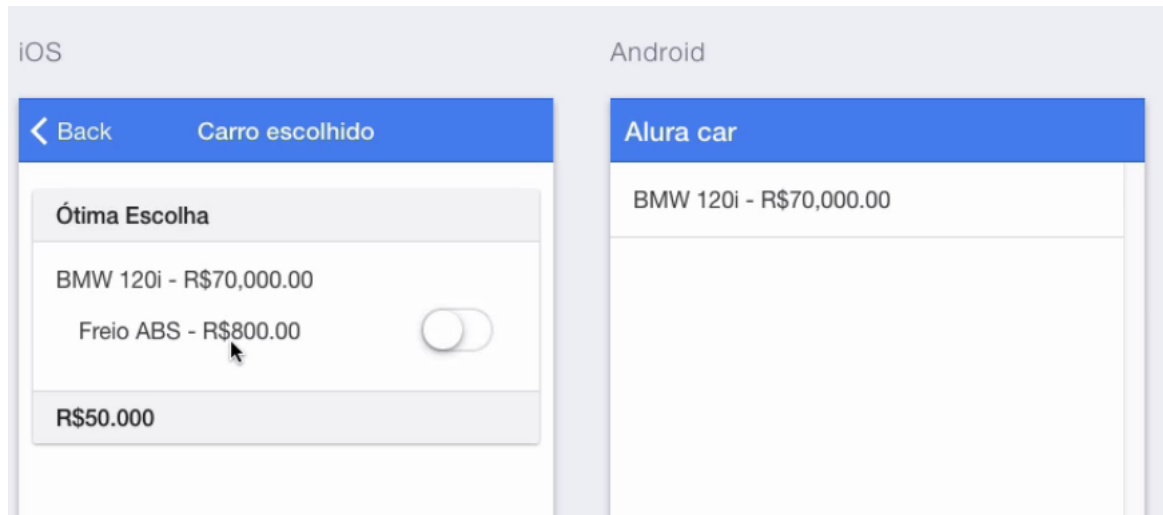 iOS
Back Carro escolhido
Ótima Escolha
BMW 120i - R$70,000.00
Freio ABS - R$800.00
R$50.000
Android
Alura car
BMW 120i - R$70,000.00